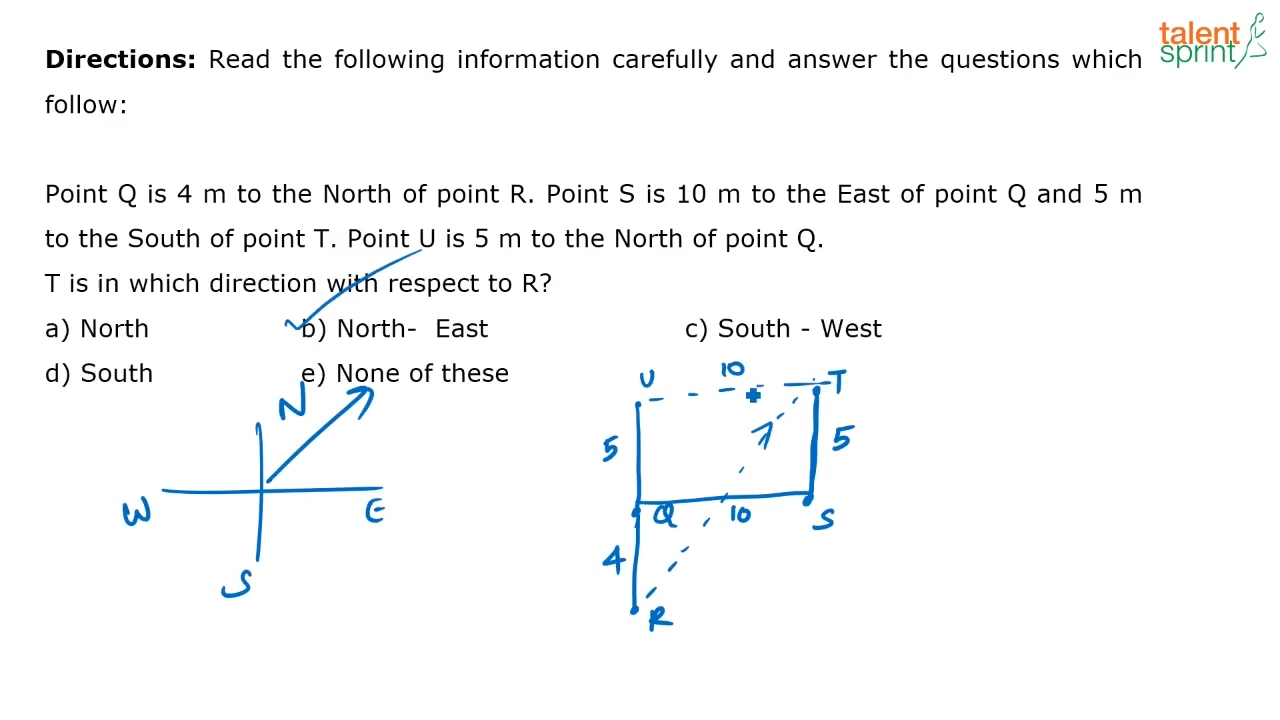 talent
sprint
Directions: Read the following information carefully and answer the questions which
follow:
Point Q is 4 m to the North of point R. Point S is 10 m to the East of point Q and 5 m
to the South of point T. Point U is 5 m to the North of point Q.
T is in which direction with respect to R?
a) North b) North- East c) South - West
d) South e) None of these
N
W E
S
U 10 T
5 5
Q 10 S
4
R